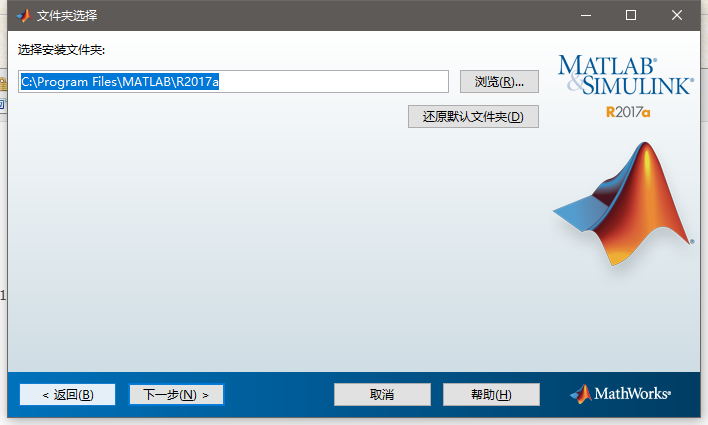 文件夹选择
选择安装文件夹:
C:\Program Files\MATLAB\R2017a
浏览(R)...
还原默认文件夹(D)
MATLAB®
&SIMULINK®
R2017a
®
< 返回(B)
下一步(N) >
取消
帮助(H)
MathWorks®
1